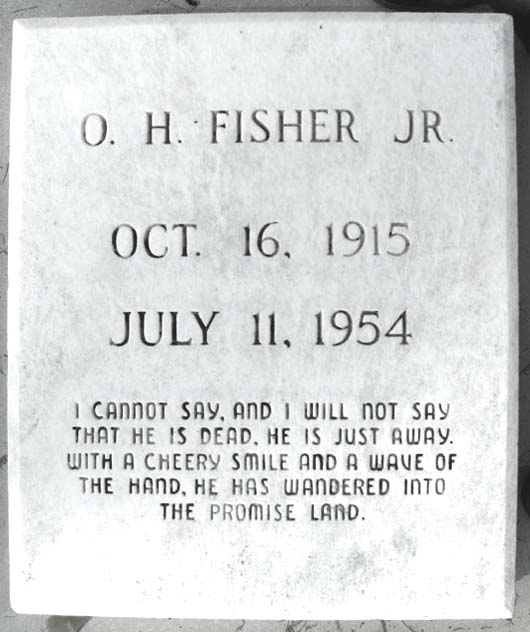 O. H. FISHER JR.
OCT. 16, 1915
JULY 11, 1954
I CANNOT SAY, AND I WILL NOT SAY
THAT HE IS DEAD. HE IS JUST AWAY.
WITH A CHEERY SMILE AND A WAVE OF
THE HAND, HE HAS WANDERED INTO
THE PROMISE LAND.